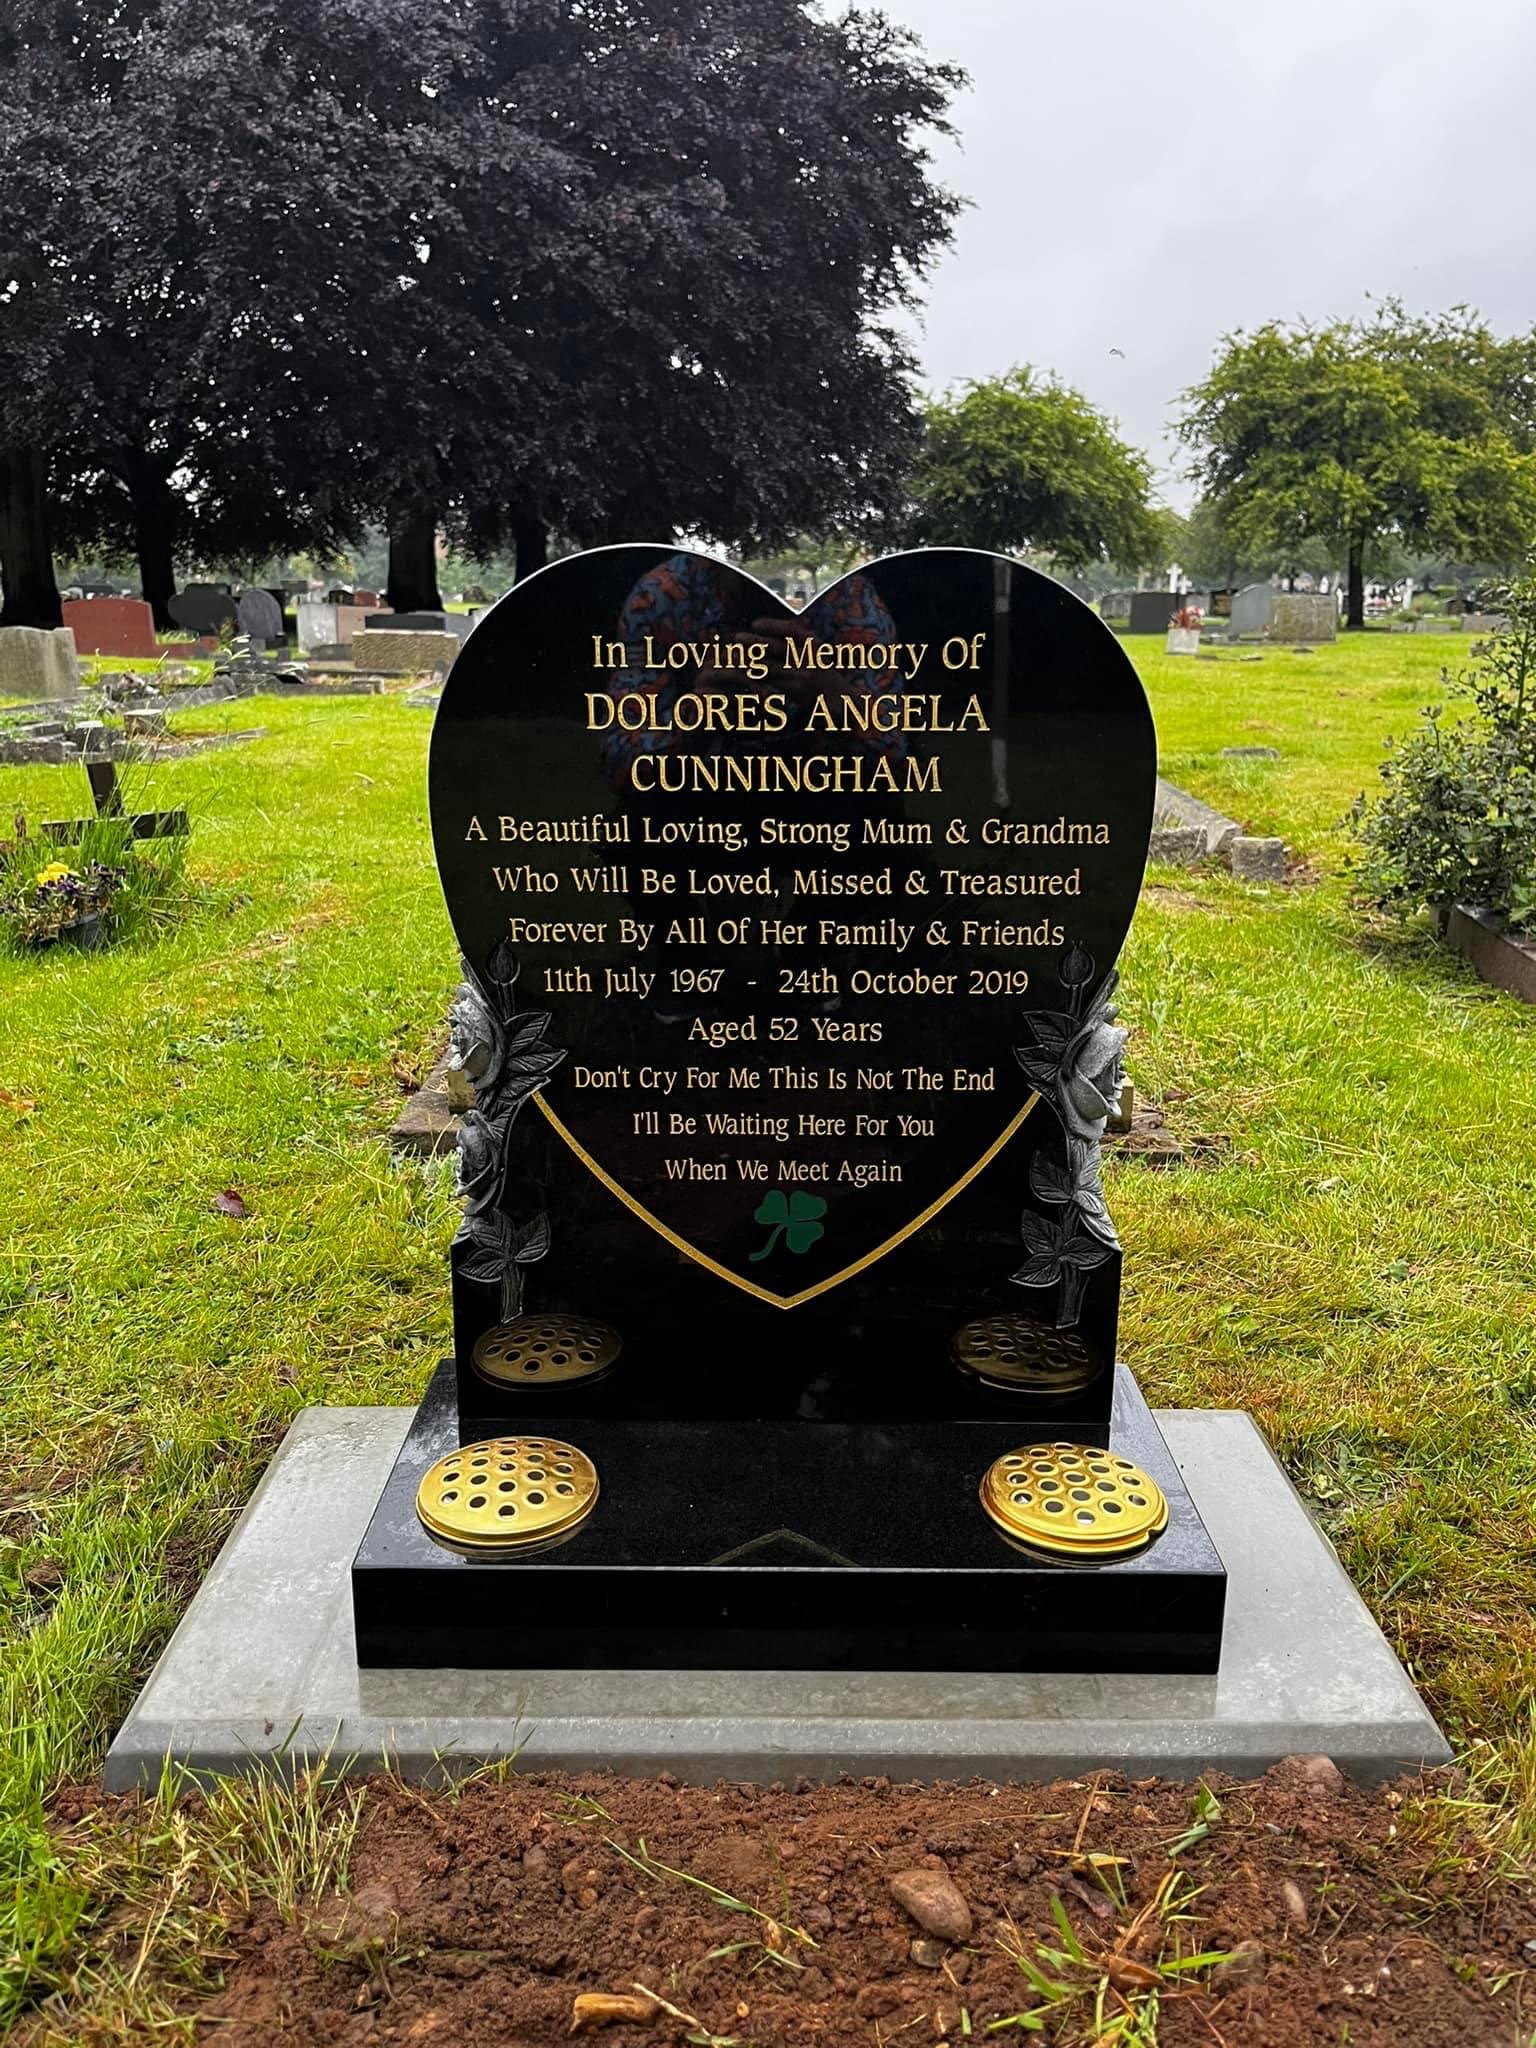 In Loving Memory Of
DOLORES ANGELA
CUNNINGHAM
A Beautiful Loving, Strong Mum & Grandma
Who Will Be Loved, Missed & Treasured
Forever By All Of Her Family & Friends
11th July 1967 - 24th October 2019
Aged 52 Years
Don't Cry For Me This Is Not The End
I'll Be Waiting Here For You
When We Meet Again